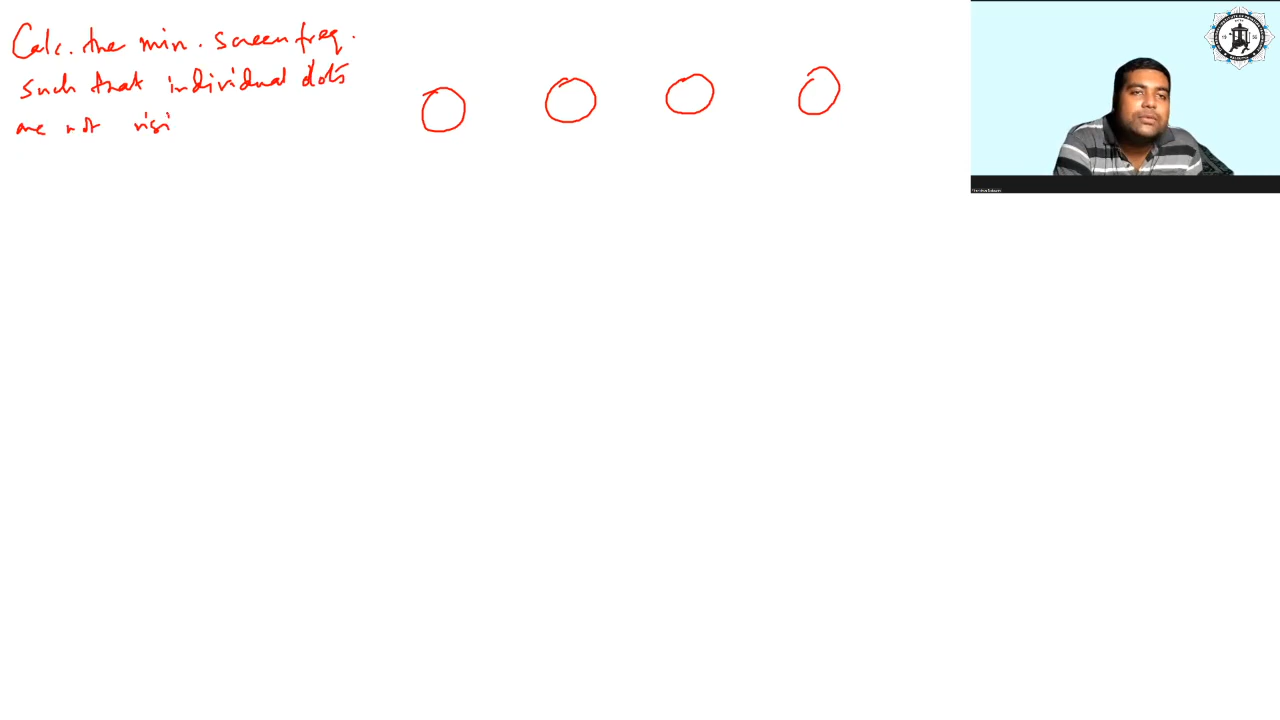 Calc. the min. screen freq.
such that individual dots
are not visi